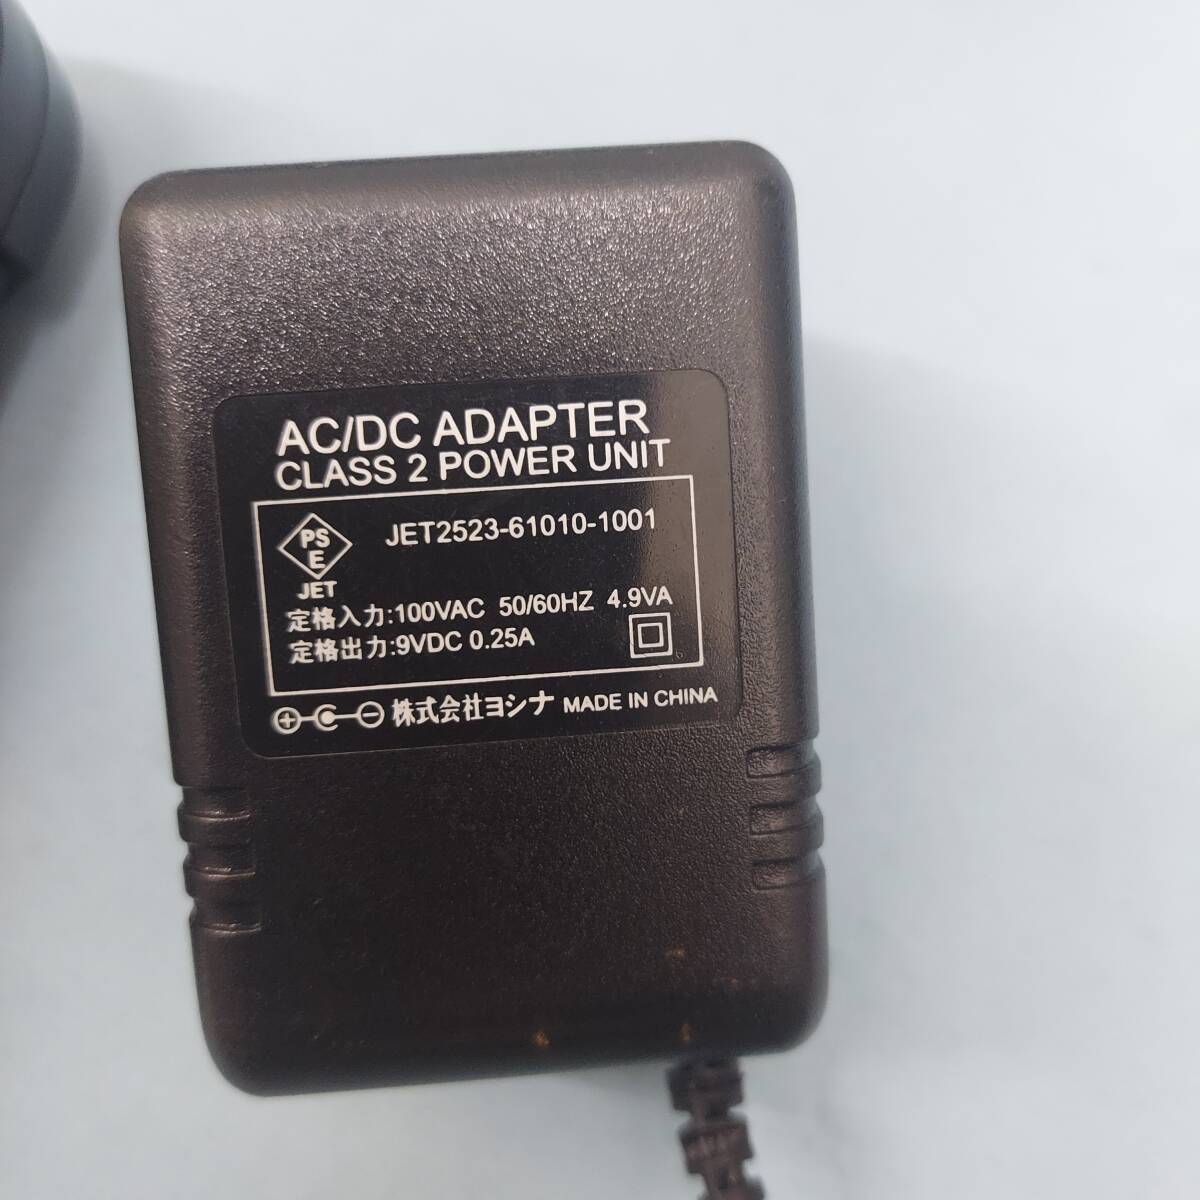 AC/DC ADAPTER
CLASS 2 POWER UNIT
PS
E
JET
JET2523-61010-1001
定格入力:100VAC 50/60HZ 4.9VA
定格出力:9VDC 0.25A
株式会社ヨシナ MADE IN CHINA